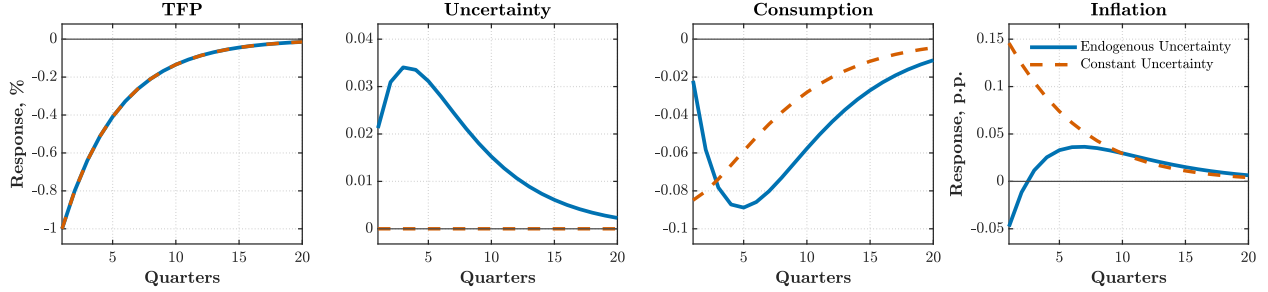 TFP
Response, %
0
-0.2
-0.4
-0.6
-0.8
-1
5 10 15 20
Quarters
Uncertainty
0.04
0.03
0.02
0.01
0
5 10 15 20
Quarters
Consumption
0
-0.02
-0.04
-0.06
-0.08
-0.1
5 10 15 20
Quarters
Inflation
Response, p.p.
0.15
0.1
0.05
0
-0.05
Endogenous Uncertainty
Constant Uncertainty
5 10 15 20
Quarters